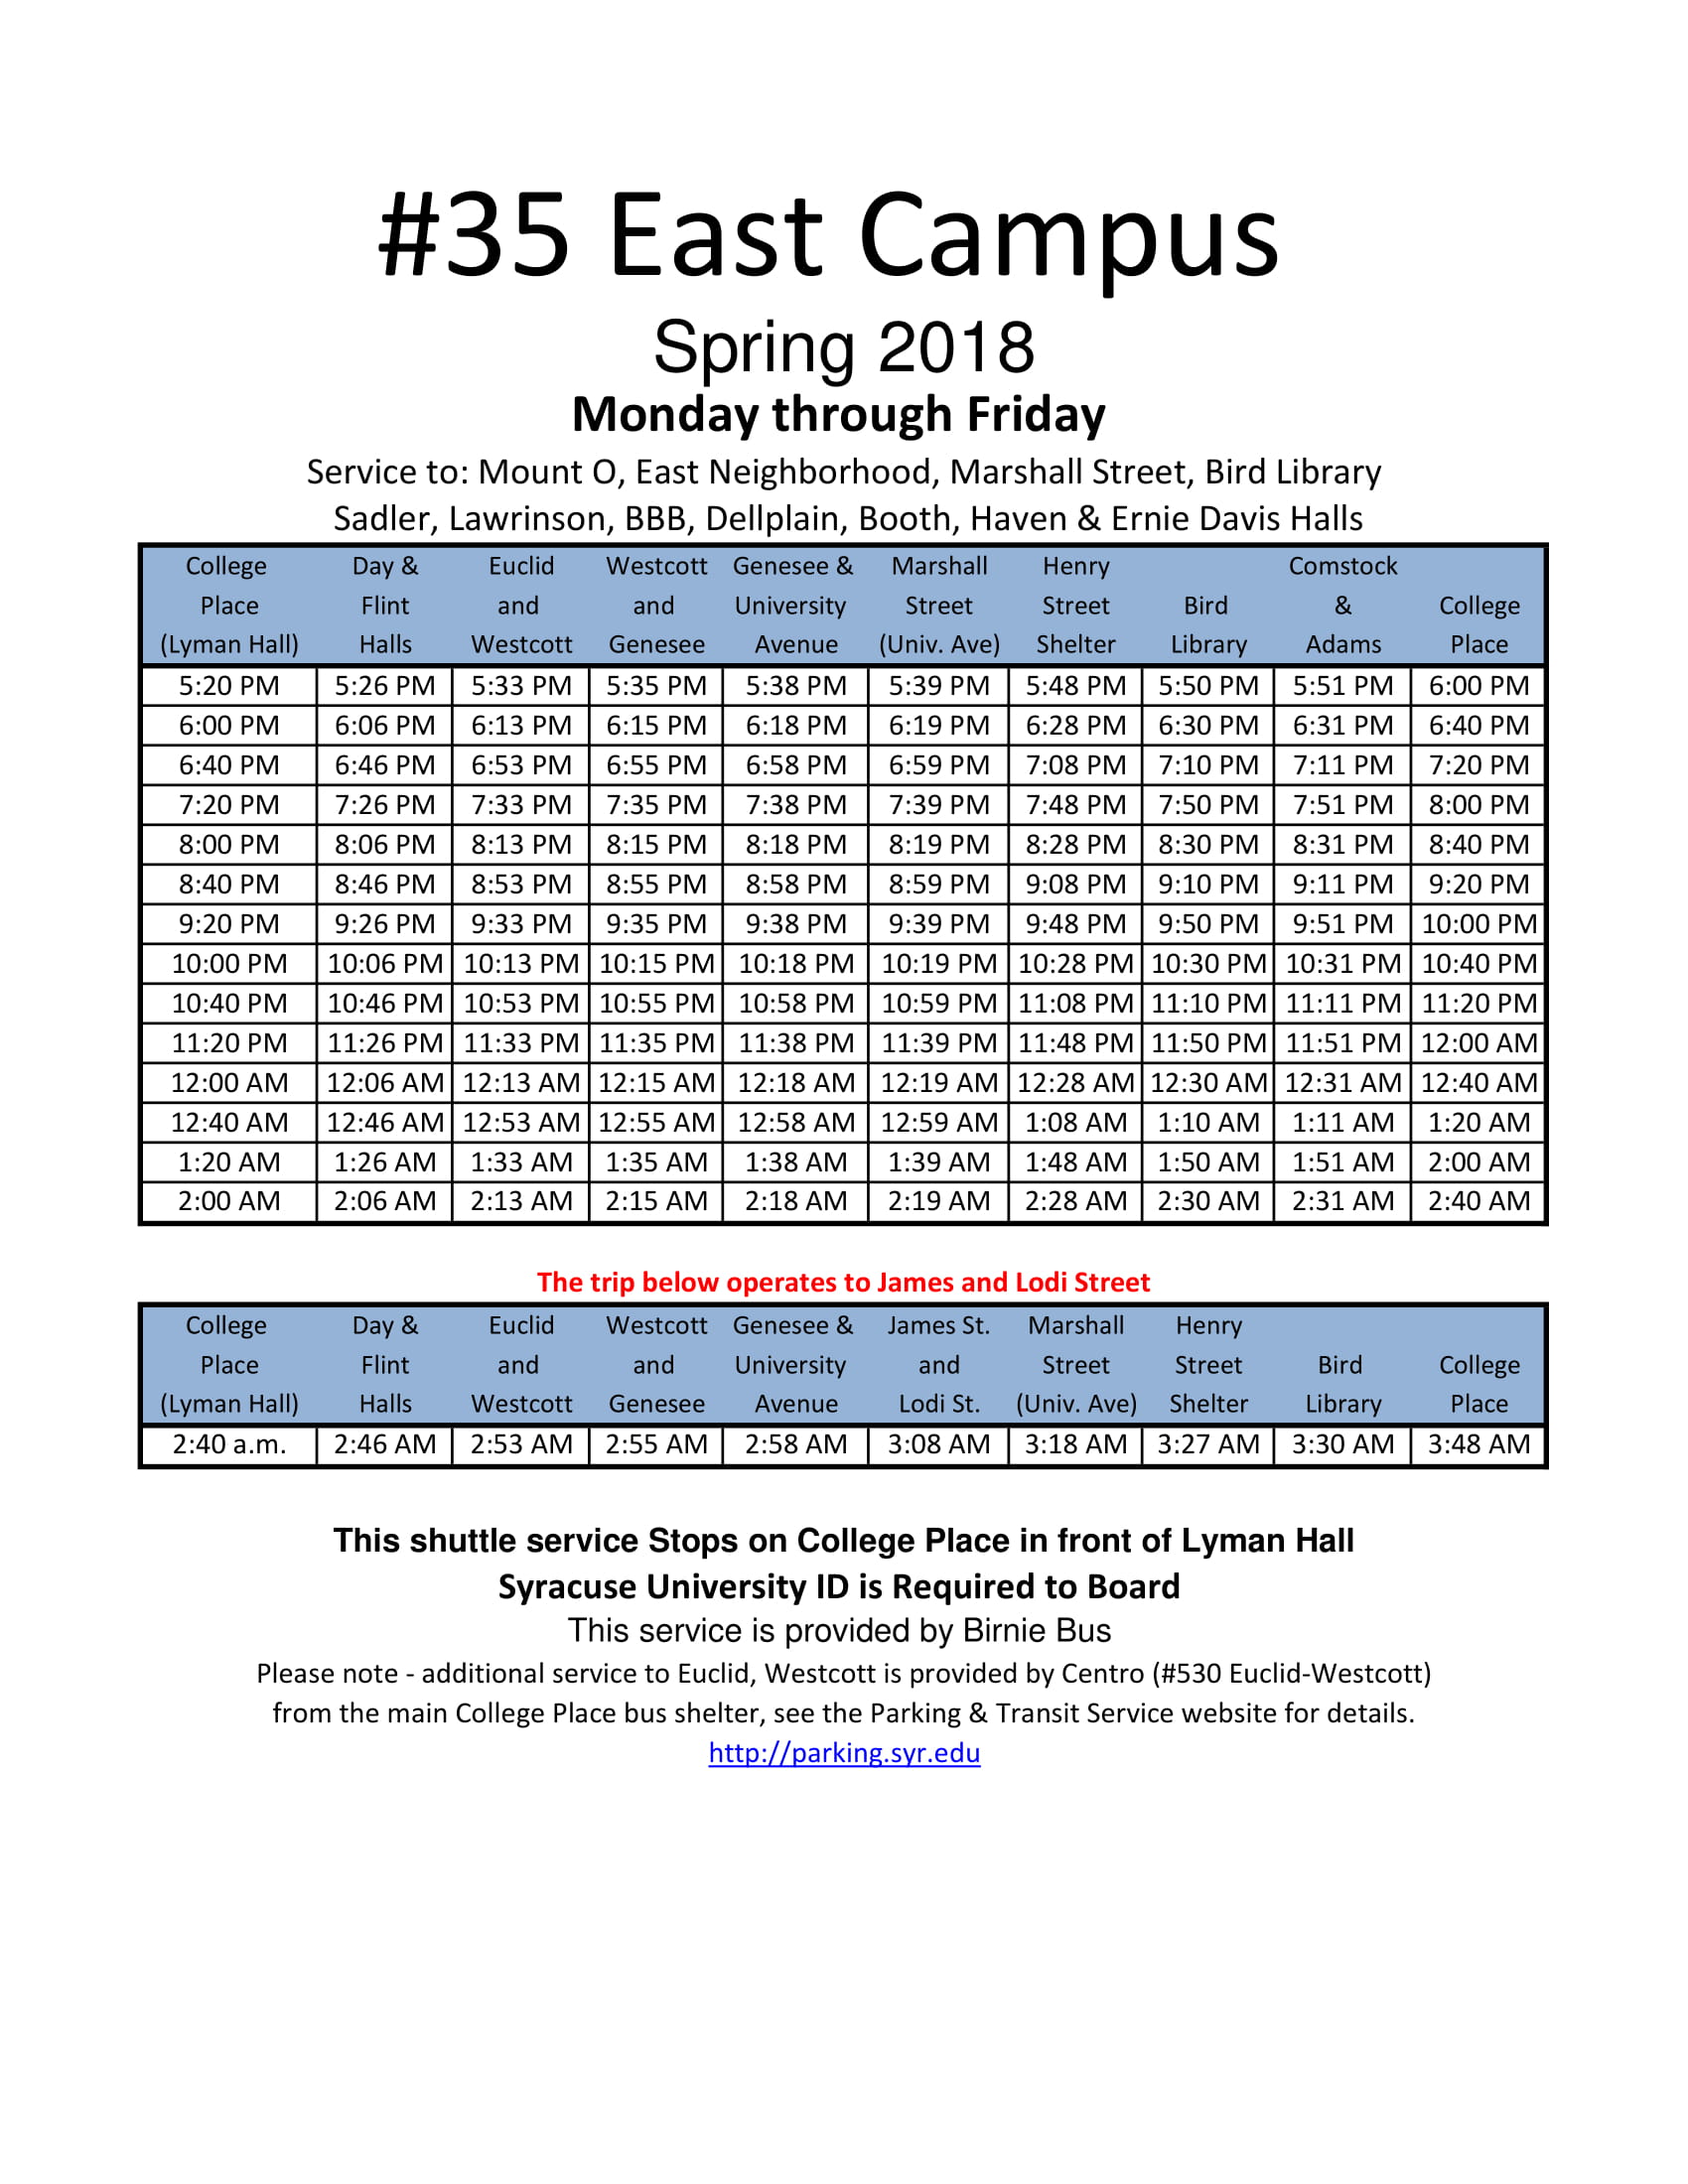 #35 East Campus
Spring 2018
Monday through Friday
Service to: Mount O, East Neighborhood, Marshall Street, Bird Library
Sadler, Lawrinson, BBB, Dellplain, Booth, Haven & Ernie Davis Halls
College Day & Euclid Westcott Genesee & Marshall Henry Comstock
Place Flint and and University Street Street Bird & College
(Lyman Hall) Halls Westcott Genesee Avenue (Univ. Ave) Shelter Library Adams Place
5:20 PM 5:26 PM 5:33 PM 5:35 PM 5:38 PM 5:39 PM 5:48 PM 5:50 PM 5:51 PM 6:00 PM
6:00 PM 6:06 PM 6:13 PM 6:15 PM 6:18 PM 6:19 PM 6:28 PM 6:30 PM 6:31 PM 6:40 PM
6:40 PM 6:46 PM 6:53 PM 6:55 PM 6:58 PM 6:59 PM 7:08 PM 7:10 PM 7:11 PM 7:20 PM
7:20 PM 7:26 PM 7:33 PM 7:35 PM 7:38 PM 7:39 PM 7:48 PM 7:50 PM 7:51 PM 8:00 PM
8:00 PM 8:06 PM 8:13 PM 8:15 PM 8:18 PM 8:19 PM 8:28 PM 8:30 PM 8:31 PM 8:40 PM
8:40 PM 8:46 PM 8:53 PM 8:55 PM 8:58 PM 8:59 PM 9:08 PM 9:10 PM 9:11 PM 9:20 PM
9:20 PM 9:26 PM 9:33 PM 9:35 PM 9:38 PM 9:39 PM 9:48 PM 9:50 PM 9:51 PM 10:00 PM
10:00 PM 10:06 PM 10:13 PM 10:15 PM 10:18 PM 10:19 PM 10:28 PM 10:30 PM 10:31 PM 10:40 PM
10:40 PM 10:46 PM 10:53 PM 10:55 PM 10:58 PM 10:59 PM 11:08 PM 11:10 PM 11:11 PM 11:20 PM
11:20 PM 11:26 PM 11:33 PM 11:35 PM 11:38 PM 11:39 PM 11:48 PM 11:50 PM 11:51 PM 12:00 AM
12:00 AM 12:06 AM 12:13 AM 12:15 AM 12:18 AM 12:19 AM 12:28 AM 12:30 AM 12:31 AM 12:40 AM
12:40 AM 12:46 AM 12:53 AM 12:55 AM 12:58 AM 12:59 AM 1:08 AM 1:10 AM 1:11 AM 1:20 AM
1:20 AM 1:26 AM 1:33 AM 1:35 AM 1:38 AM 1:39 AM 1:48 AM 1:50 AM 1:51 AM 2:00 AM
2:00 AM 2:06 AM 2:13 AM 2:15 AM 2:18 AM 2:19 AM 2:28 AM 2:30 AM 2:31 AM 2:40 AM
The trip below operates to James and Lodi Street
College Day & Euclid Westcott Genesee & James St. Marshall Henry
Place Flint and and University and Street Street Bird College
(Lyman Hall) Halls Westcott Genesee Avenue Lodi St. (Univ. Ave) Shelter Library Place
2:40 a.m. 2:46 AM 2:53 AM 2:55 AM 2:58 AM 3:08 AM 3:18 AM 3:27 AM 3:30 AM 3:48 AM
This shuttle service Stops on College Place in front of Lyman Hall
Syracuse University ID is Required to Board
This service is provided by Birnie Bus
Please note - additional service to Euclid, Westcott is provided by Centro (#530 Euclid-Westcott)
from the main College Place bus shelter, see the Parking & Transit Service website for details.
http://parking.syr.edu